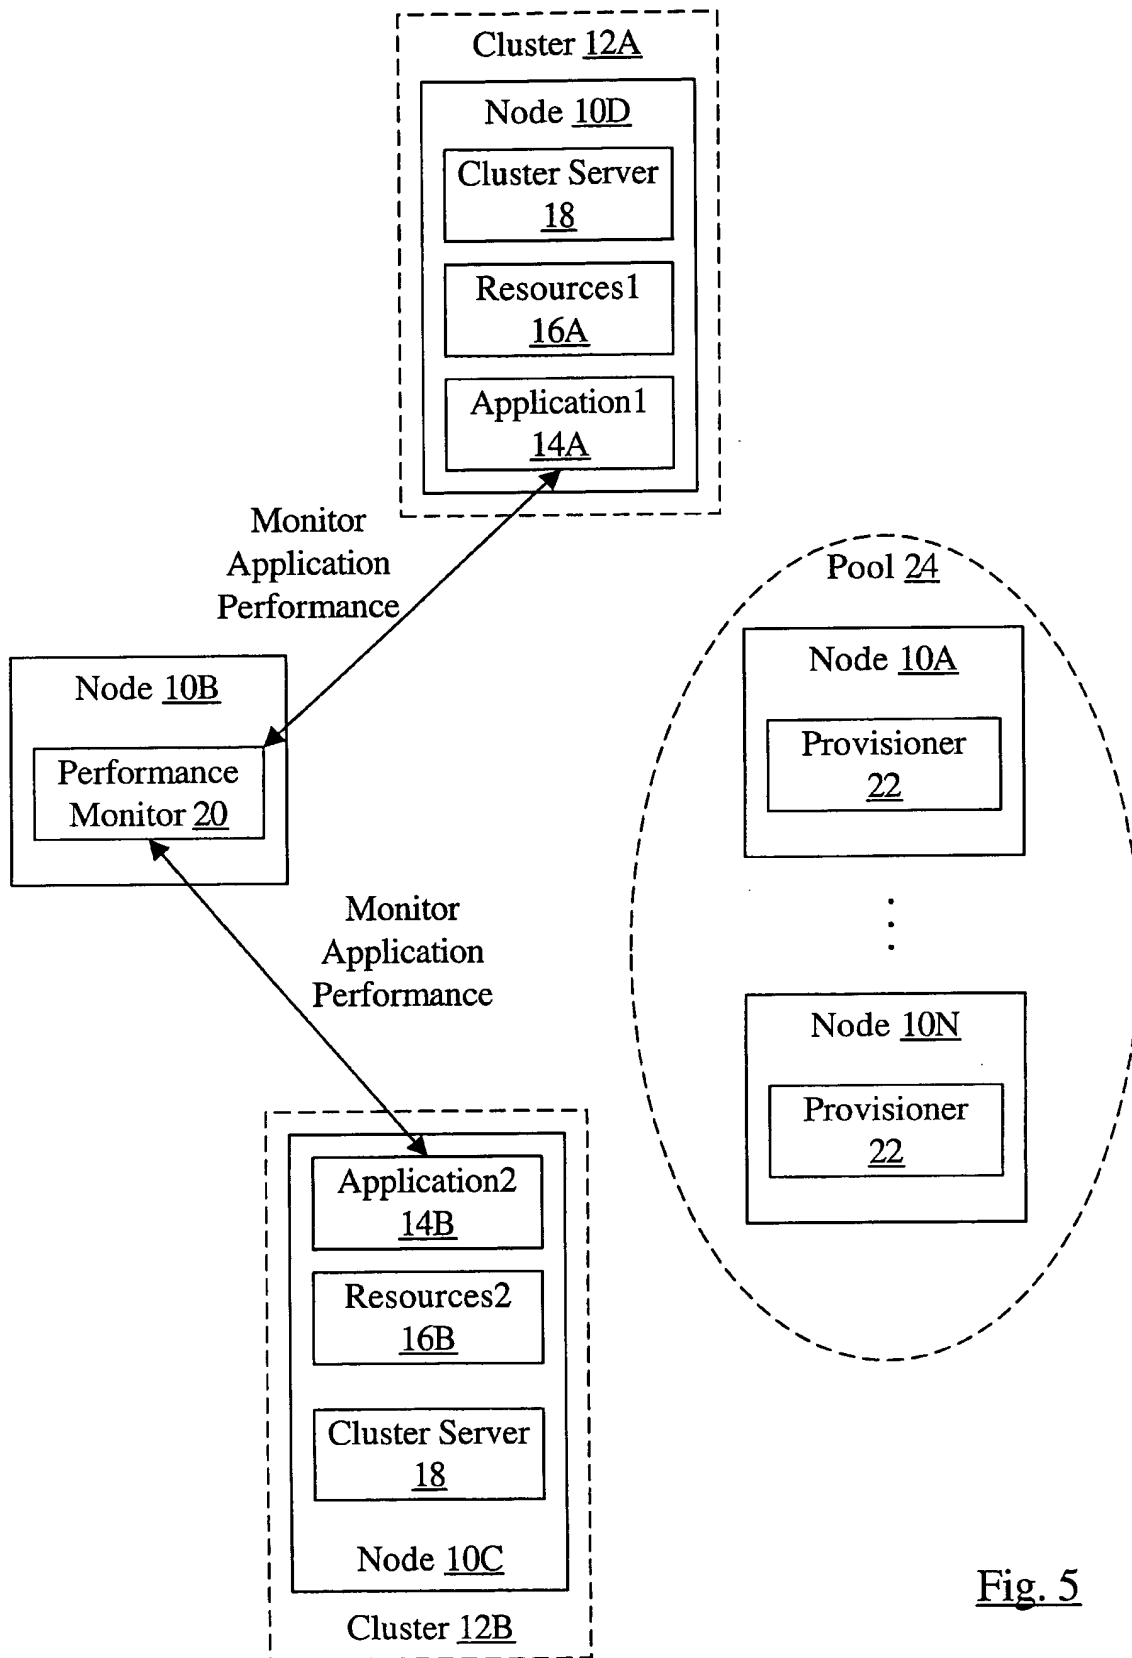 Cluster 12A
Node 10D
Cluster Server
18
Resources1
16A
Application1
14A
Monitor
Application
Performance
Pool 24
Node 10A
Provisioner
22
Node 10B
Performance
Monitor 20
Monitor
Application
Performance
Node 10N
Provisioner
22
Application2
14B
Resources2
16B
Cluster Server
18
Node 10C
Cluster 12B
Fig. 5